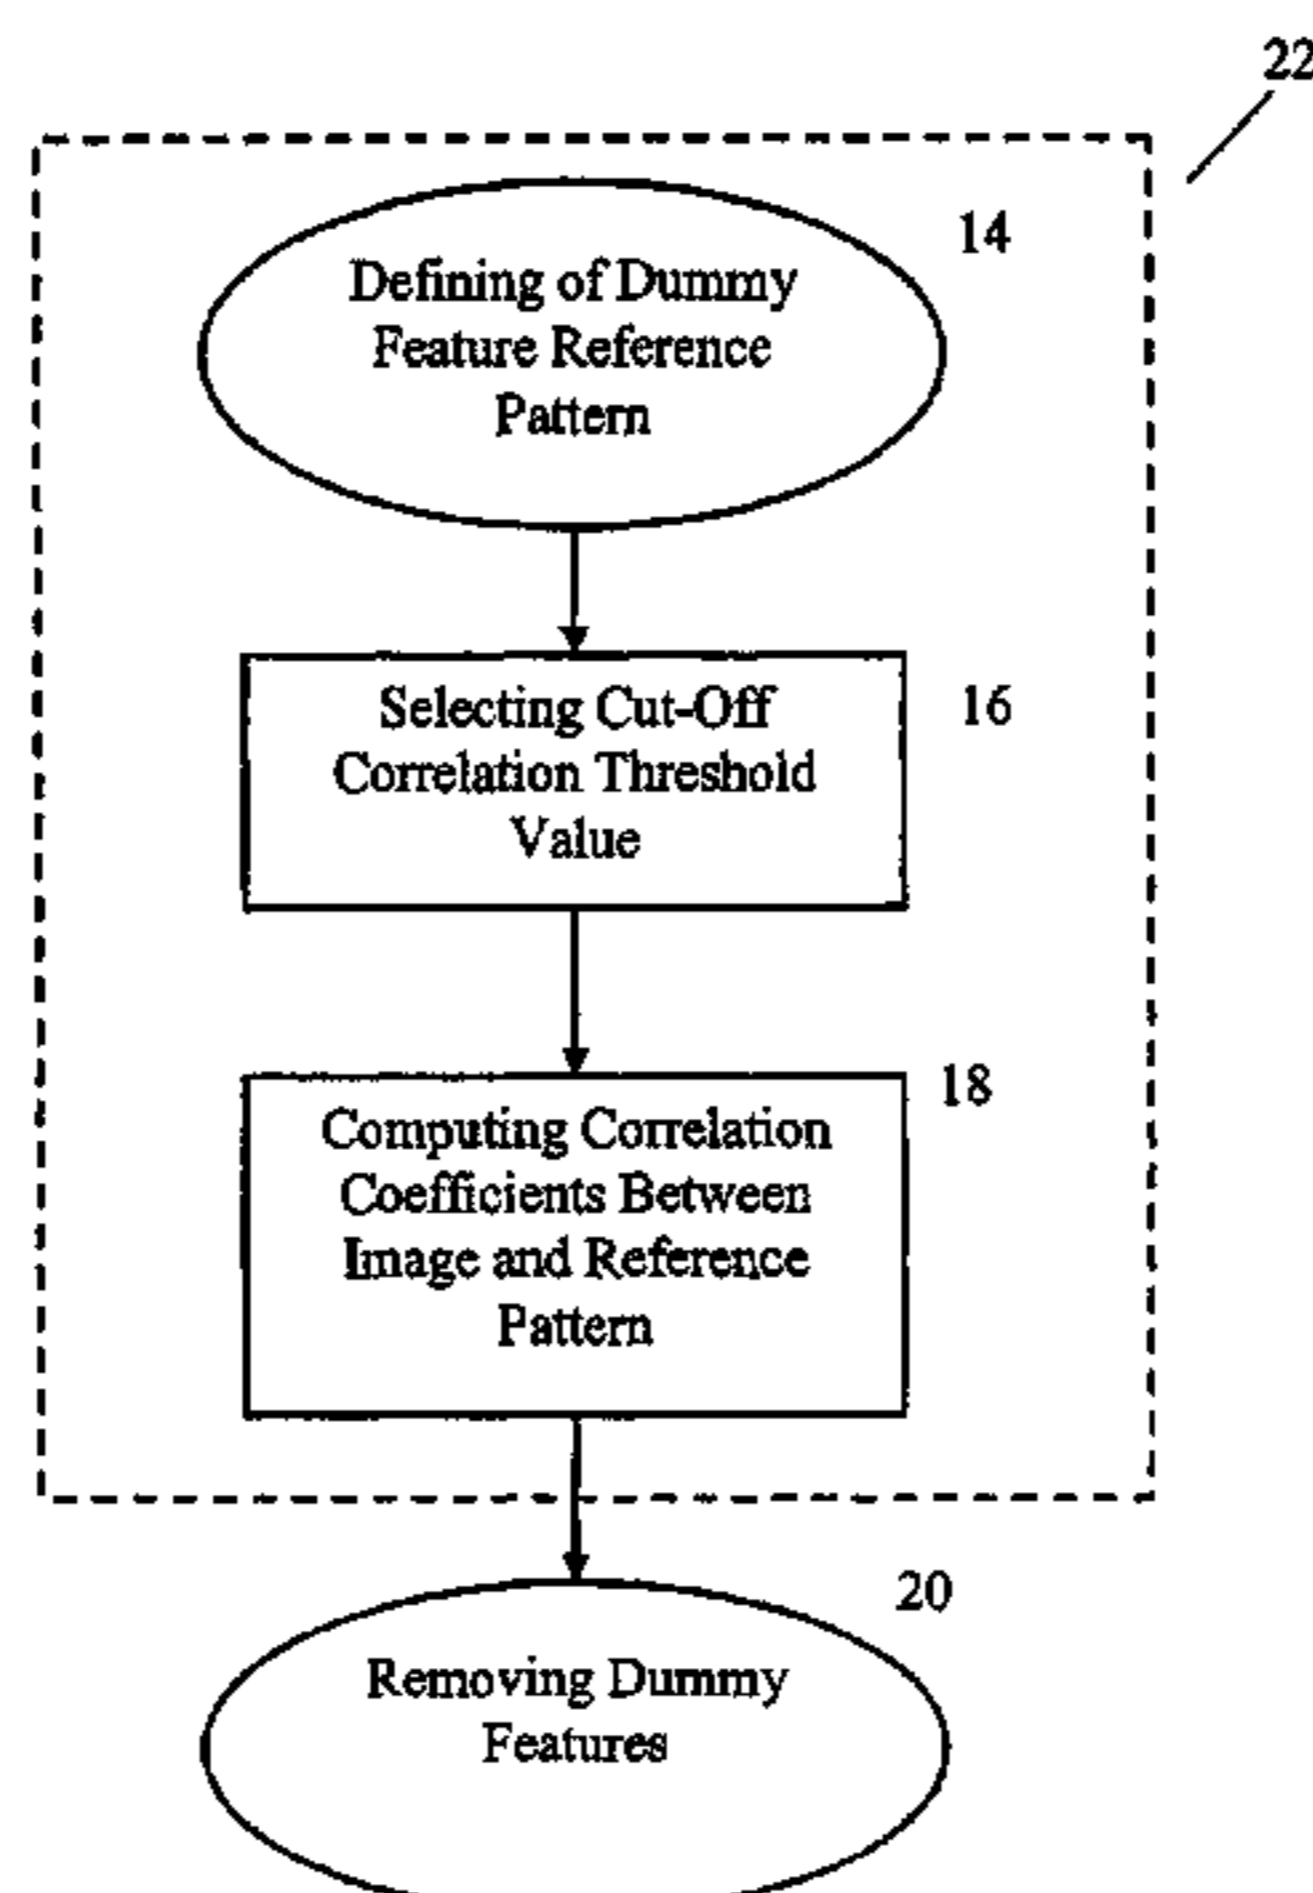 22
14
Defining of Dummy
Feature Reference
Pattern
16
Selecting Cut-Off
Correlation Threshold
Value
18
Computing Correlation
Coefficients Between
Image and Reference
Pattern
20
Removing Dummy
Features